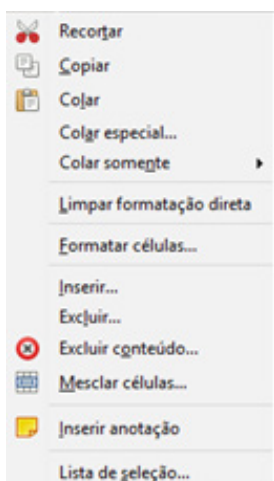 Recortar
Copiar
Colar
Colar especial...
Colar somente
Limpar formatação direta
Formatar células...
Inserir...
Excluir...
Excluir conteúdo...
Mesclar células...
Inserir anotação
Lista de seleção...